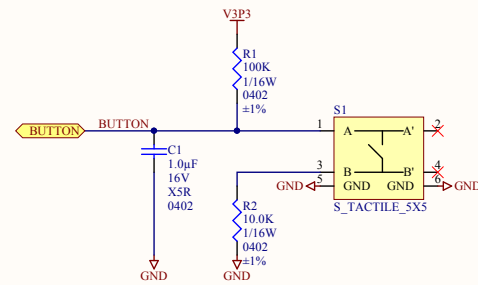 V3P3
R1
100K
1/16W
0402
±1%
BUTTON
BUTTON
S1
1 A A' 2
3 B B' 4
GND 5 GND GND 6 GND
S_TACTILE_5X5
C1
1.0µF
16V
X5R
0402
R2
10.0K
1/16W
0402
±1%
GND
GND